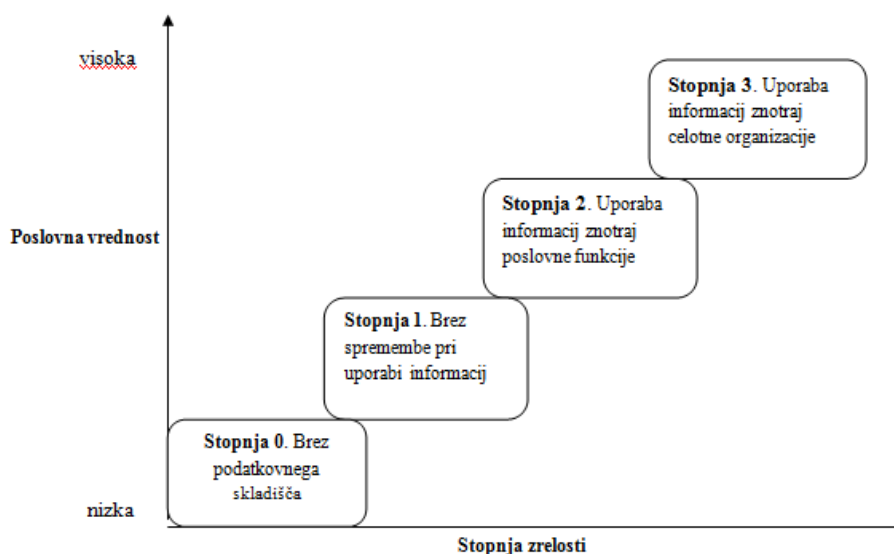 visoka
Stopnja 3. Uporaba
informacij znotraj
celotne organizacije
Stopnja 2. Uporaba
informacij znotraj
poslovne funkcije
Poslovna vrednost
Stopnja 1. Brez
spremembe pri
uporabi informacij
Stopnja 0. Brez
podatkovnega
skladišča
nizka
Stopnja zrelosti